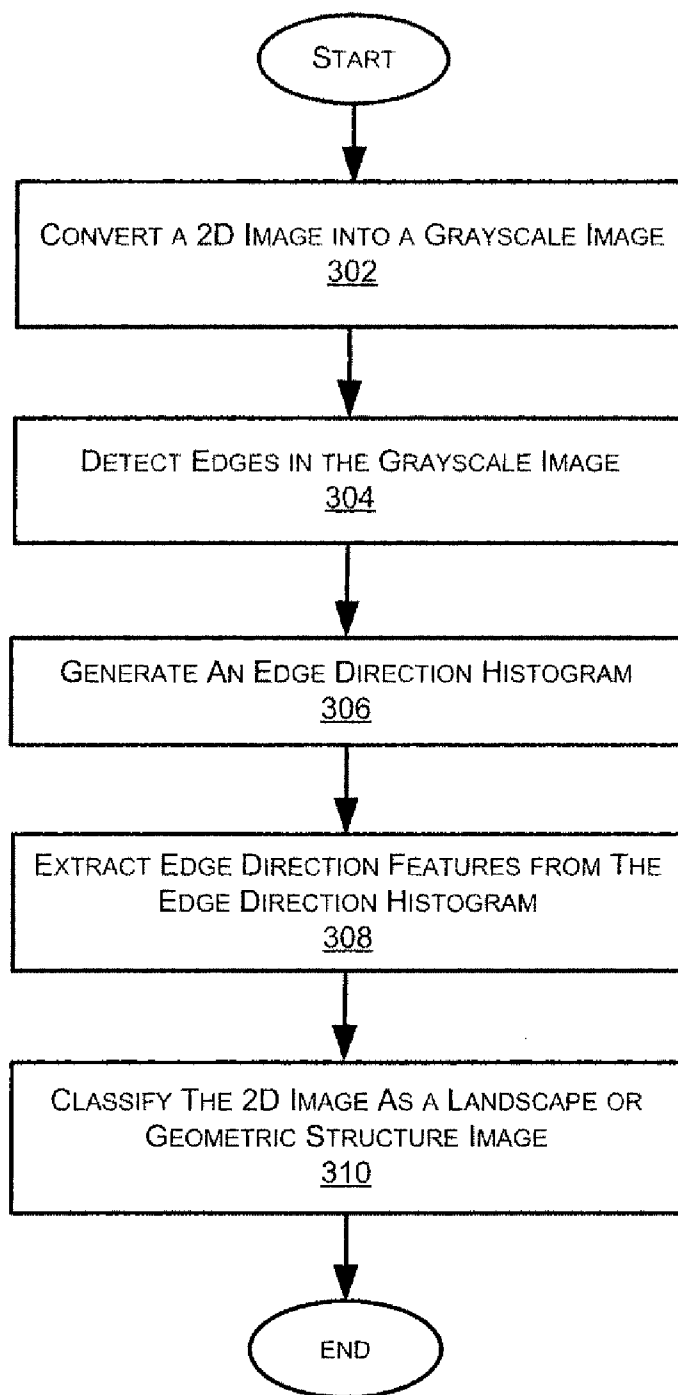 START
CONVERT A 2D IMAGE INTO A GRAYSCALE IMAGE
302
DETECT EDGES IN THE GRAYSCALE IMAGE
304
GENERATE AN EDGE DIRECTION HISTOGRAM
306
EXTRACT EDGE DIRECTION FEATURES FROM THE
EDGE DIRECTION HISTOGRAM
308
CLASSIFY THE 2D IMAGE AS A LANDSCAPE OR
GEOMETRIC STRUCTURE IMAGE
310
END